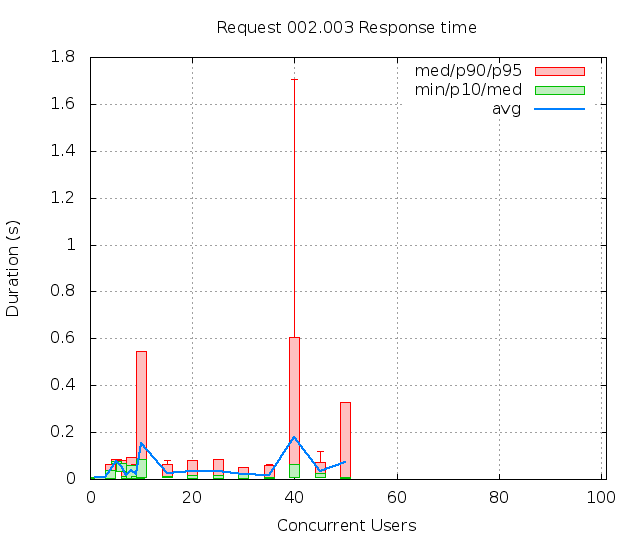 Request 002.003 Response time
med/p90/p95
min/p10/med
avg
1.8
1.6
1.4
1.2
1
0.8
0.6
0.4
0.2
0
Duration (s)
0 20 40 60 80 100
Concurrent Users